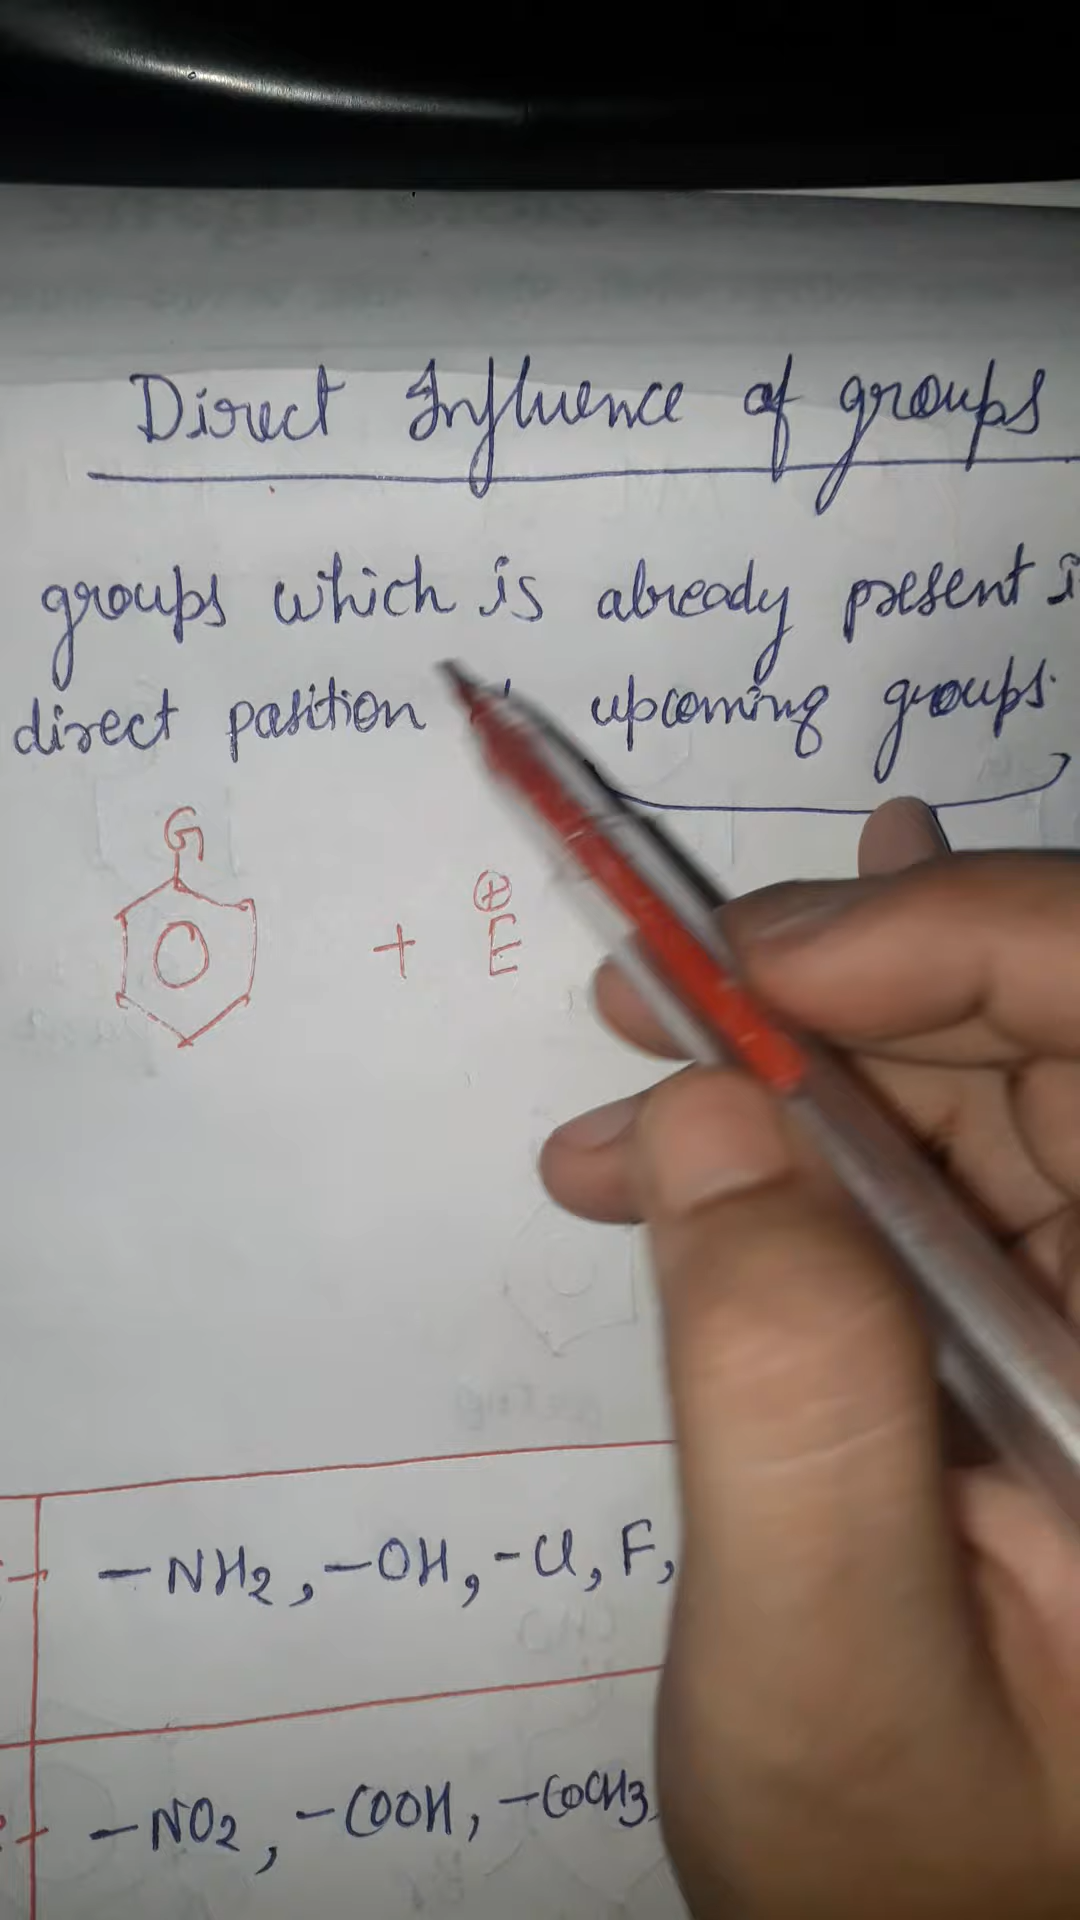 Direct Influence of groups
groups which is already present
direct position upcoming groups.
G
+ E⊕
-NH2, -OH, -Cl, F,
-NO2, -COOH, -COCH3,